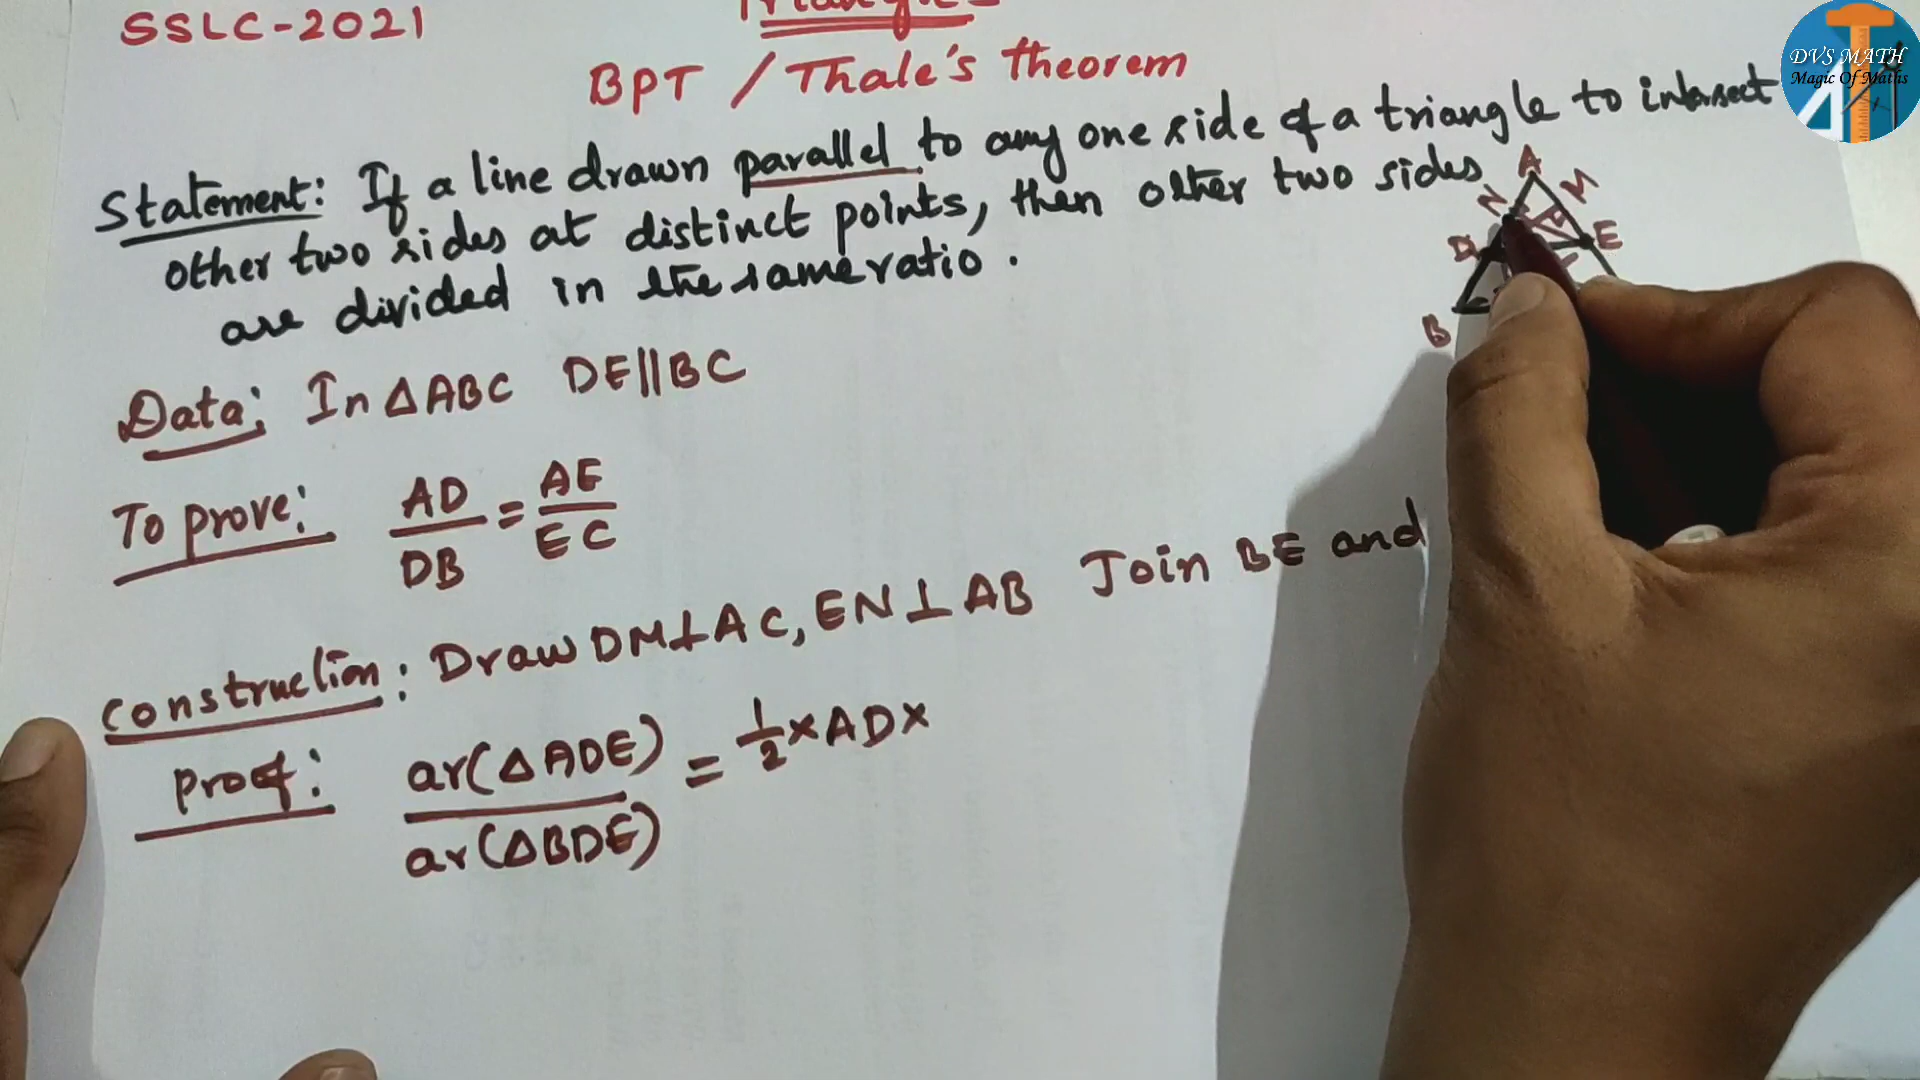 SSLC-2021
BPT / Thale's Theorem
Statement: If a line drawn parallel to any one side of a triangle to intersect
other two sides at distinct points, then other two sides
are divided in the same ratio.
Data: In △ABC DE||BC
To prove: AD/DB = AE/EC
Construction: Draw DM⊥AC, EN⊥AB Join BE and
Proof: ar(△ADE)/ar(△BDE) = 1/2×AD×
A
N
M
D
E
B
DVS MATH
Magic Of Maths